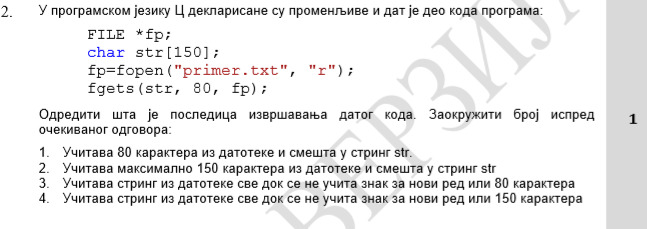 2. У програмском језику Ц декларисане су променљиве и дат је део кода програма:
FILE *fp;
char str[150];
fp=fopen("primer.txt", "r");
fgets(str, 80, fp);
Одредити шта је последица извршавања датог кода. Заокружити број испред
очекиваног одговора:
1
1. Учитава 80 карактера из датотеке и смешта у стринг str.
2. Учитава максимално 150 карактера из датотеке и смешта у стринг str
3. Учитава стринг из датотеке све док се не учита знак за нови ред или 80 карактера
4. Учитава стринг из датотеке све док се не учита знак за нови ред или 150 карактера
ВЕРЗИЈА